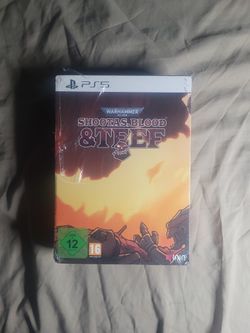 PS5
WARHAMMER
40,000
SHOOTAS, BLOOD
& TEEF
12
16